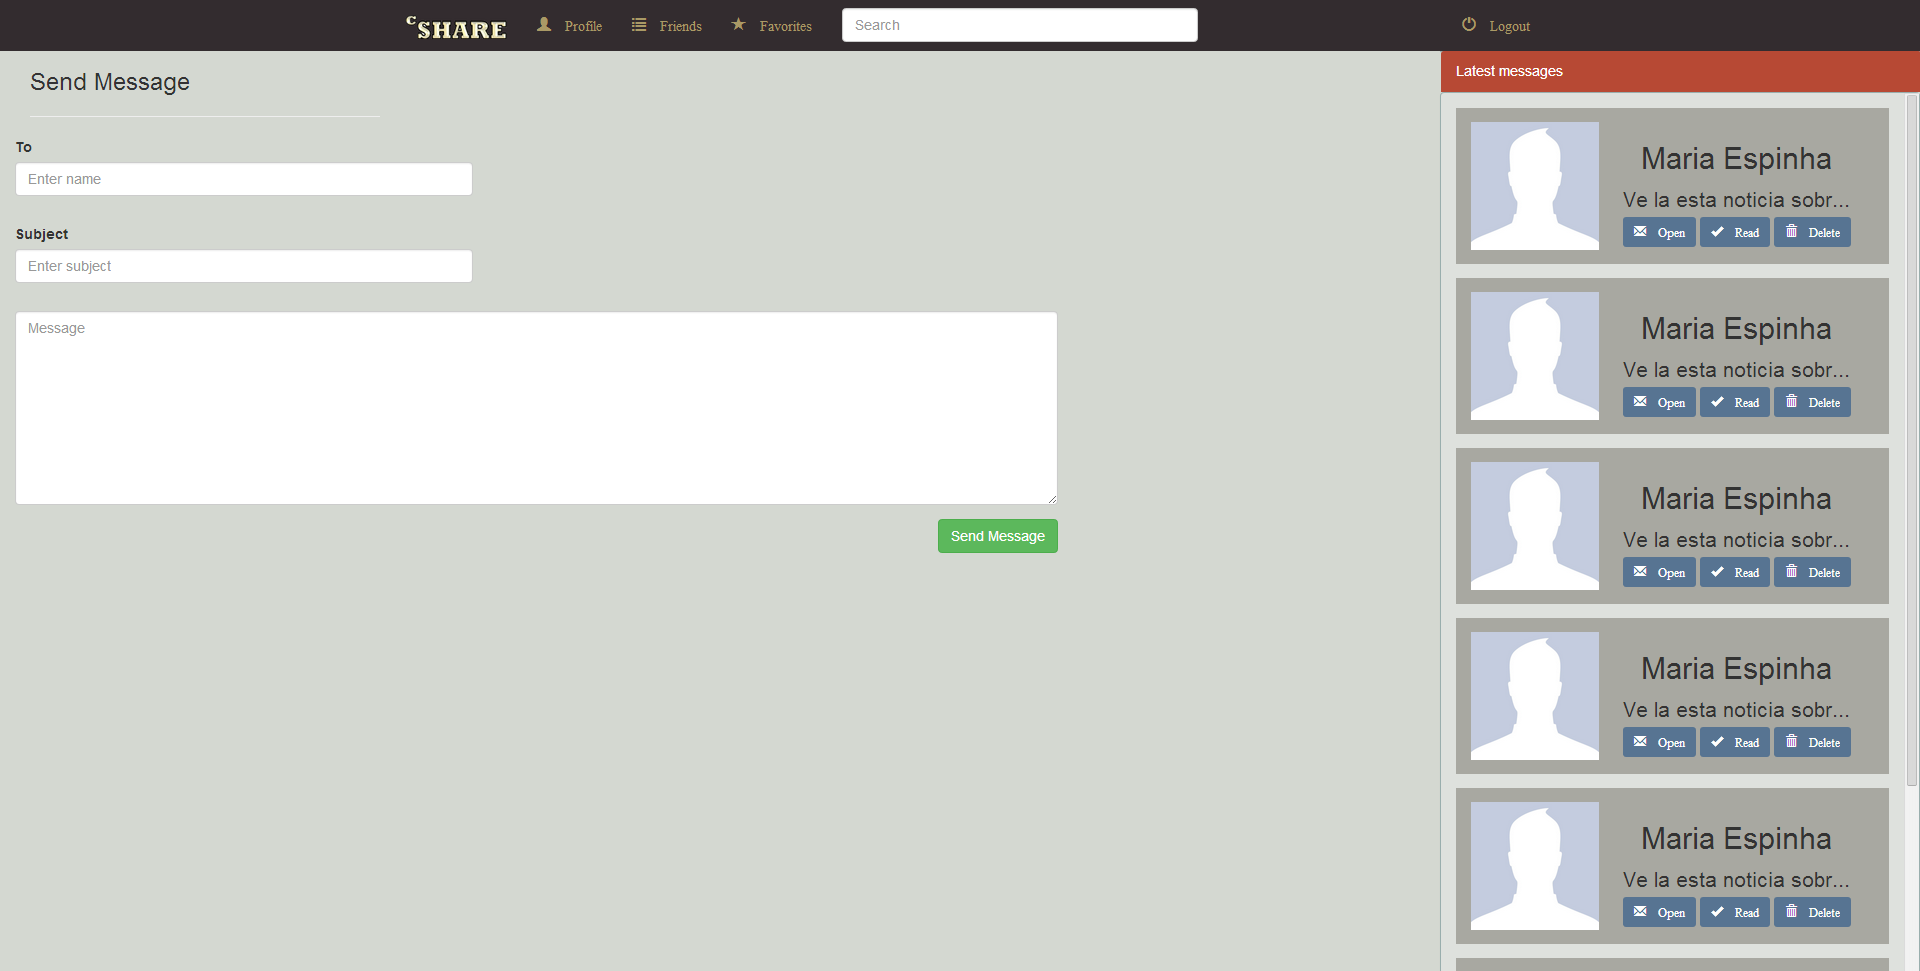 cSHARE Profile Friends Favorites Search Logout
Send Message
To
Enter name
Subject
Enter subject
Message
Send Message
Latest messages
Maria Espinha
Ve la esta noticia sobr...
Open Read Delete
Maria Espinha
Ve la esta noticia sobr...
Open Read Delete
Maria Espinha
Ve la esta noticia sobr...
Open Read Delete
Maria Espinha
Ve la esta noticia sobr...
Open Read Delete
Maria Espinha
Ve la esta noticia sobr...
Open Read Delete